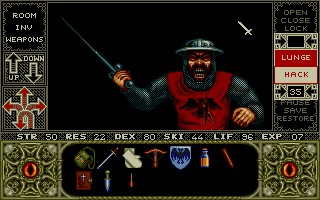 ROOM
INV
WEAPONS
UP
DOWN
OPEN
CLOSE
LOCK
LUNGE
HACK
35
PAUSE
SAVE
RESTORE
STR 50 RES 22 DEX 80 SKI 44 LIF 96 EXP 07